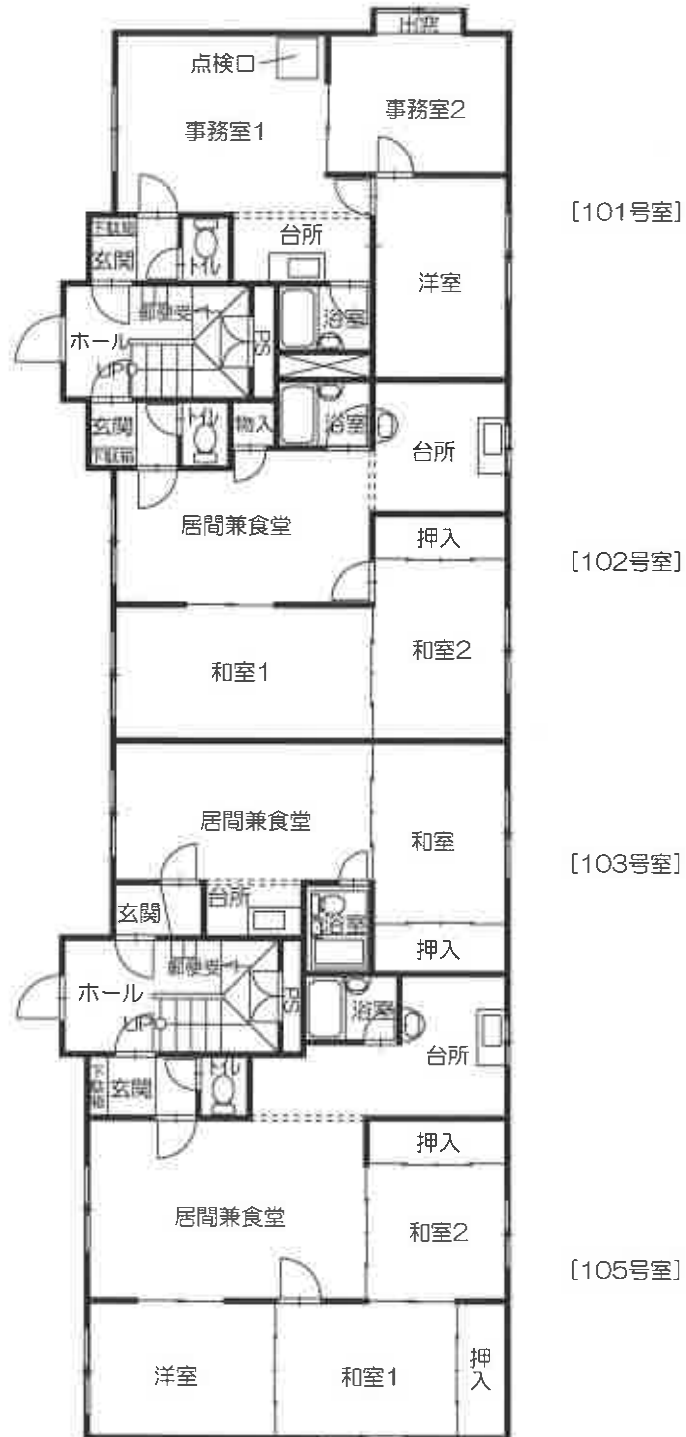 出窓
点検口
事務室1
事務室2
[101号室]
下駄箱
玄関
トイレ
台所
洋室
郵便受
浴室
ホール
PS
UP
玄関
下駄箱
トイレ
物入
浴室
台所
居間兼食堂
押入
[102号室]
和室1
和室2
居間兼食堂
和室
[103号室]
玄関
台所
浴室
押入
郵便受
ホール
PS
UP
浴室
台所
下駄箱
玄関
トイレ
押入
居間兼食堂
和室2
[105号室]
洋室
和室1
押入